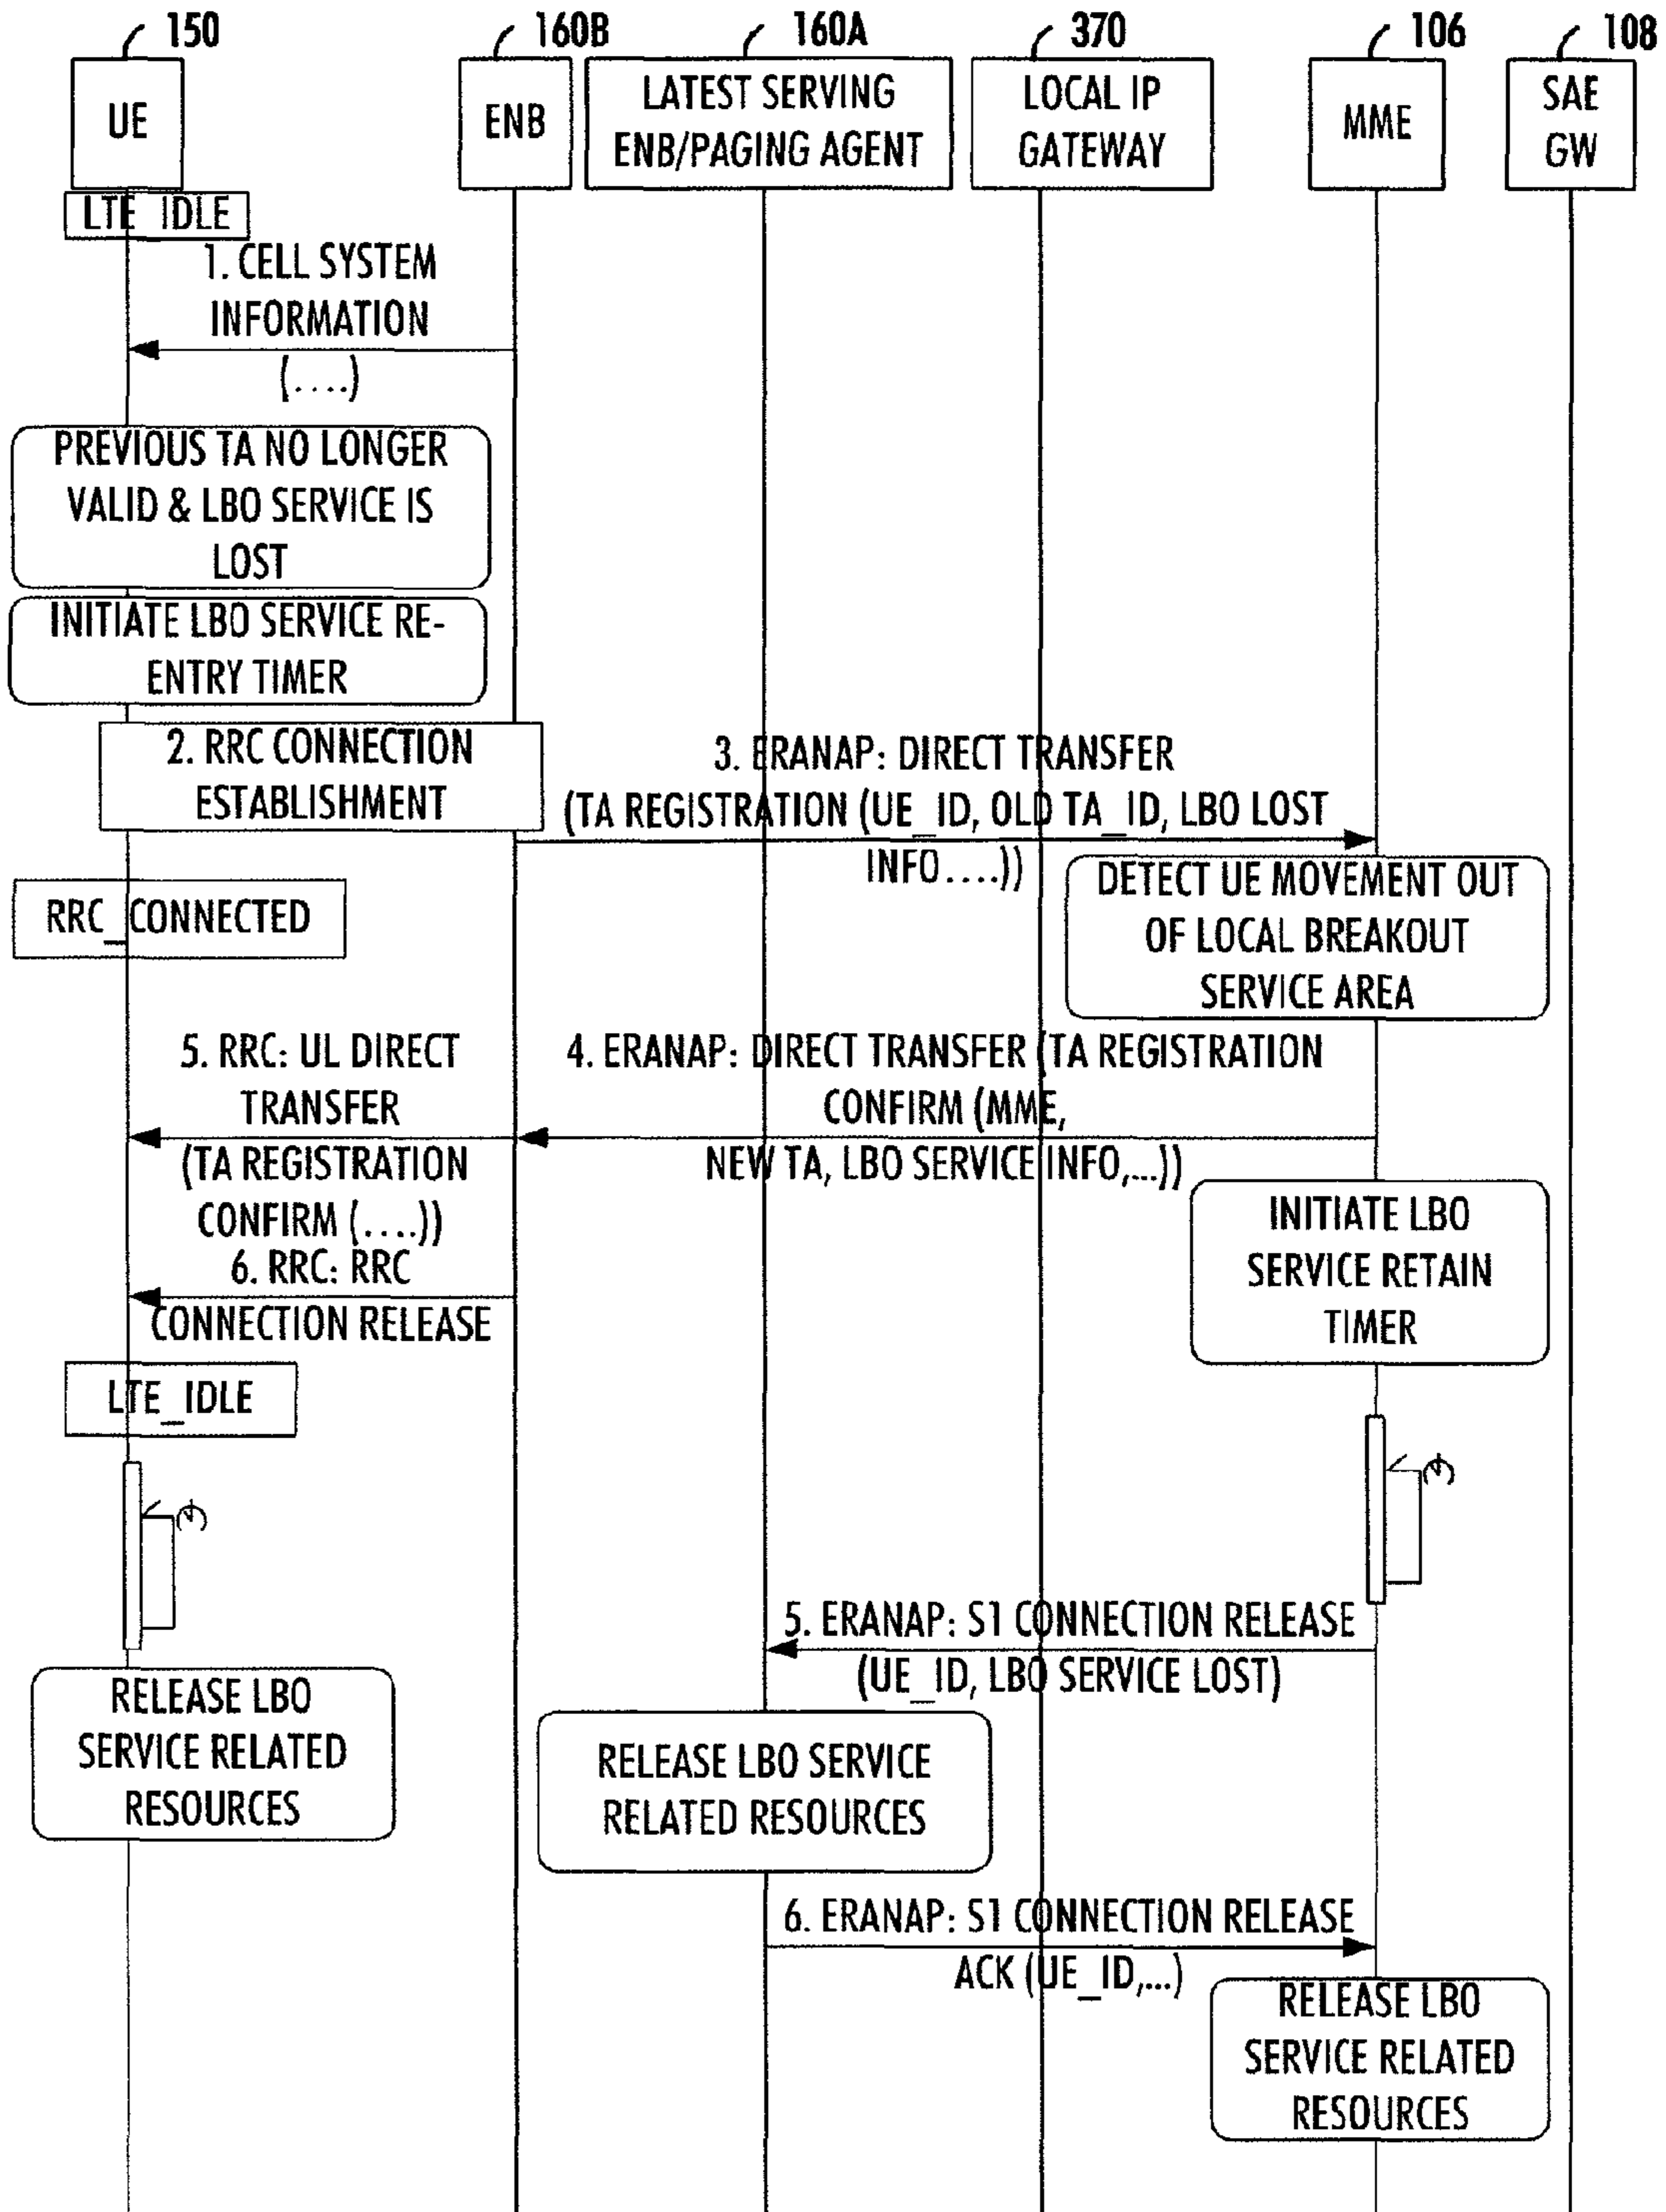 150
160B
160A
370
106
108
UE
ENB
LATEST SERVING
ENB/PAGING AGENT
LOCAL IP
GATEWAY
MME
SAE
GW
LTE_IDLE
1. CELL SYSTEM
INFORMATION
(....)
PREVIOUS TA NO LONGER
VALID & LBO SERVICE IS
LOST
INITIATE LBO SERVICE RE-
ENTRY TIMER
2. RRC CONNECTION
ESTABLISHMENT
3. ERANAP: DIRECT TRANSFER
(TA REGISTRATION (UE_ID, OLD TA_ID, LBO LOST
INFO....))
RRC_CONNECTED
DETECT UE MOVEMENT OUT
OF LOCAL BREAKOUT
SERVICE AREA
5. RRC: UL DIRECT
TRANSFER
(TA REGISTRATION
CONFIRM (....))
4. ERANAP: DIRECT TRANSFER (TA REGISTRATION
CONFIRM (MME,
NEW TA, LBO SERVICE INFO,...))
INITIATE LBO
SERVICE RETAIN
TIMER
6. RRC: RRC
CONNECTION RELEASE
LTE_IDLE
5. ERANAP: S1 CONNECTION RELEASE
(UE_ID, LBO SERVICE LOST)
RELEASE LBO
SERVICE RELATED
RESOURCES
RELEASE LBO SERVICE
RELATED RESOURCES
6. ERANAP: S1 CONNECTION RELEASE
ACK (UE_ID,...)
RELEASE LBO
SERVICE RELATED
RESOURCES